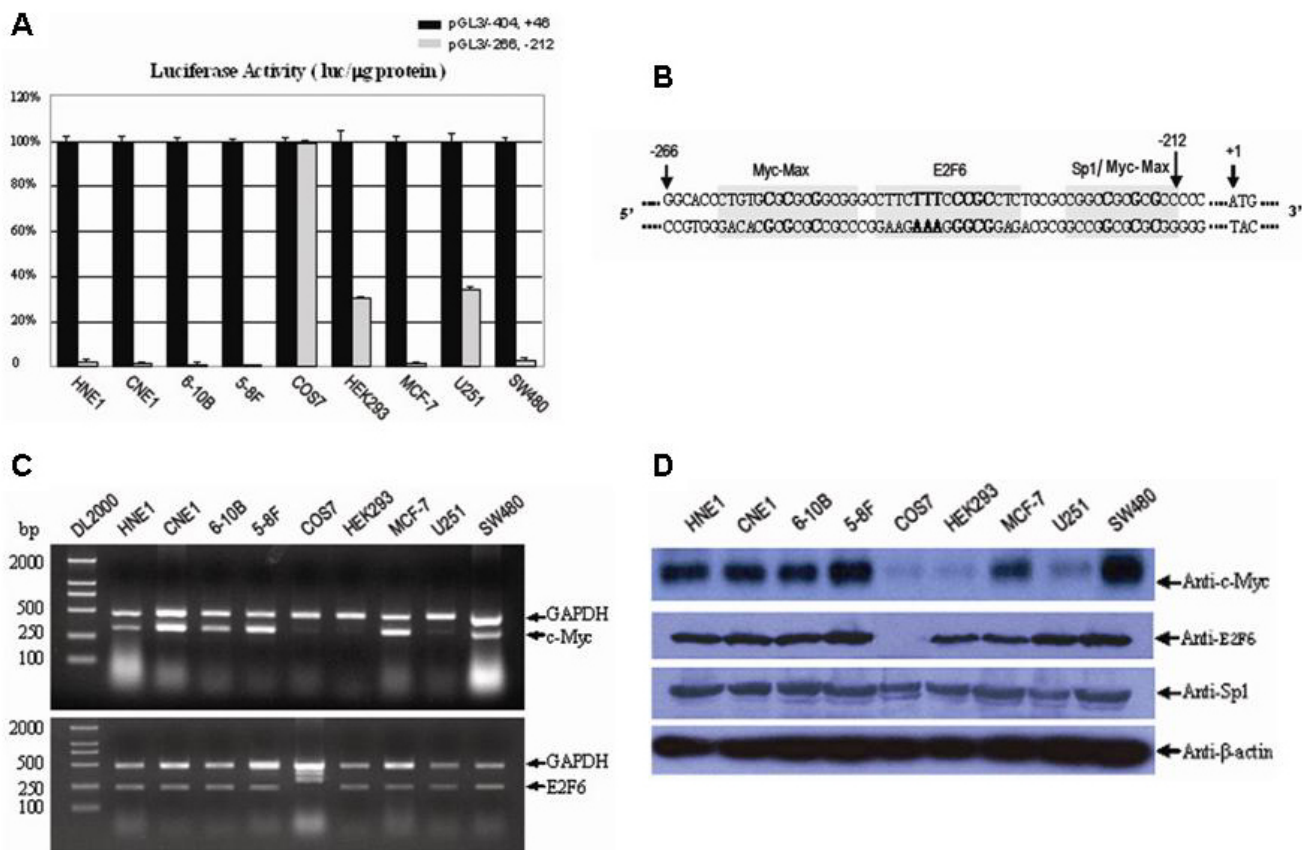 A
pGL3/-404, +46
pGL3/-266, -212
Luciferase Activity ( luc/μg protein )
120%
100%
80%
60%
40%
20%
0
HNE1 CNE1 6-10B 5-8F COS7 HEK293 MCF-7 U251 SW480
B
-266 -212 +1
Myc-Max E2F6 Sp1/ Myc-Max
5’ GGCACCCTGTGCGCGCGGCGGGGCCTTCTTTCCCGCCTCTGCGCCGGCCGCGCGCCCCC ATG 3’
CCGTGGGACACGCGCGCCGCCCCGGAAGAAAGGGCGGAGACGCGGCCGGCGCGCGGGGG TAC
C
bp DL2000 HNE1 CNE1 6-10B 5-8F COS7 HEK293 MCF-7 U251 SW480
2000
500
250
100
GAPDH
c-Myc
2000
500
250
100
GAPDH
E2F6
D
HNE1 CNE1 6-10B 5-8F COS7 HEK293 MCF-7 U251 SW480
Anti-c-Myc
Anti-E2F6
Anti-Sp1
Anti-β-actin